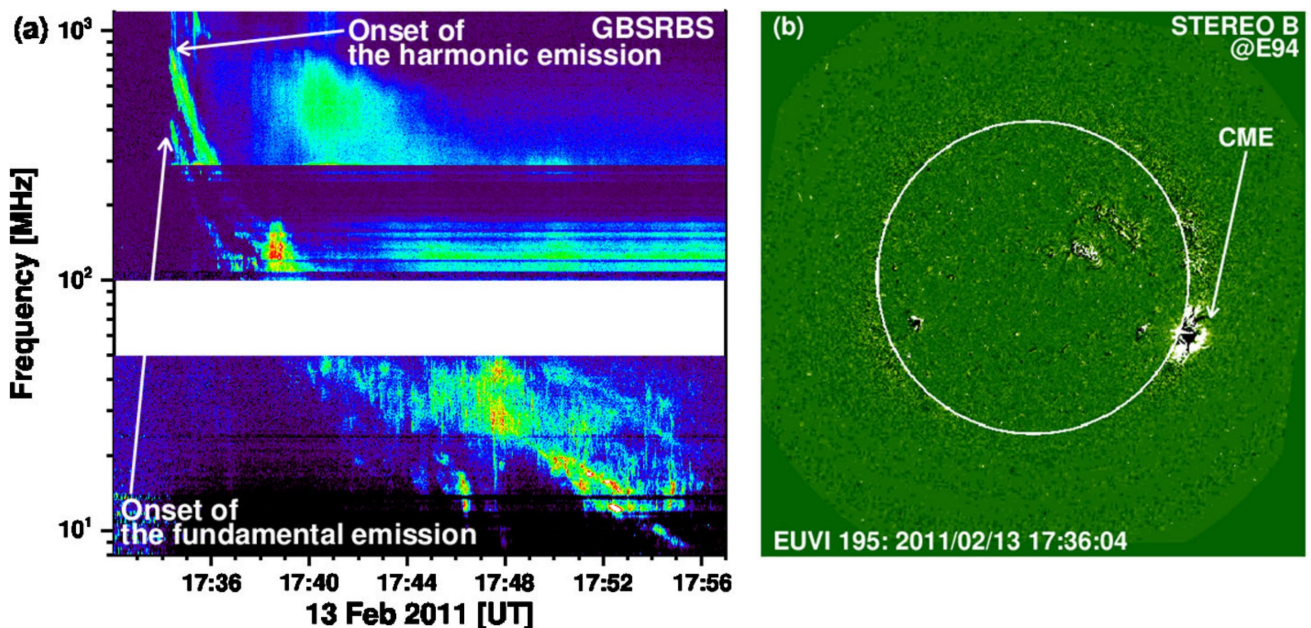 (a)
GBSRBS
Onset of
the harmonic emission
10³
10²
10¹
Frequency [MHz]
Onset of
the fundamental emission
17:36 17:40 17:44 17:48 17:52 17:56
13 Feb 2011 [UT]
(b)
STEREO B
@E94
CME
EUVI 195: 2011/02/13 17:36:04